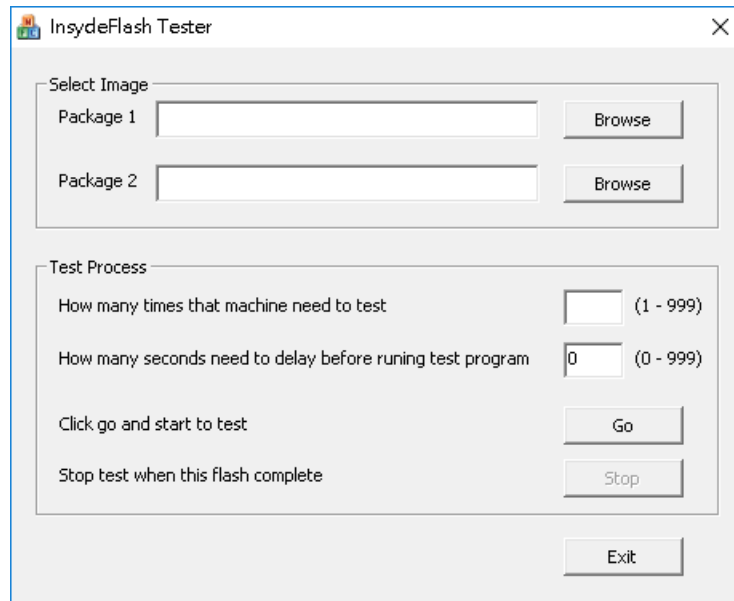 InsydeFlash Tester
Select Image
Package 1 Browse
Package 2 Browse
Test Process
How many times that machine need to test (1 - 999)
How many seconds need to delay before runing test program 0 (0 - 999)
Click go and start to test Go
Stop test when this flash complete Stop
Exit